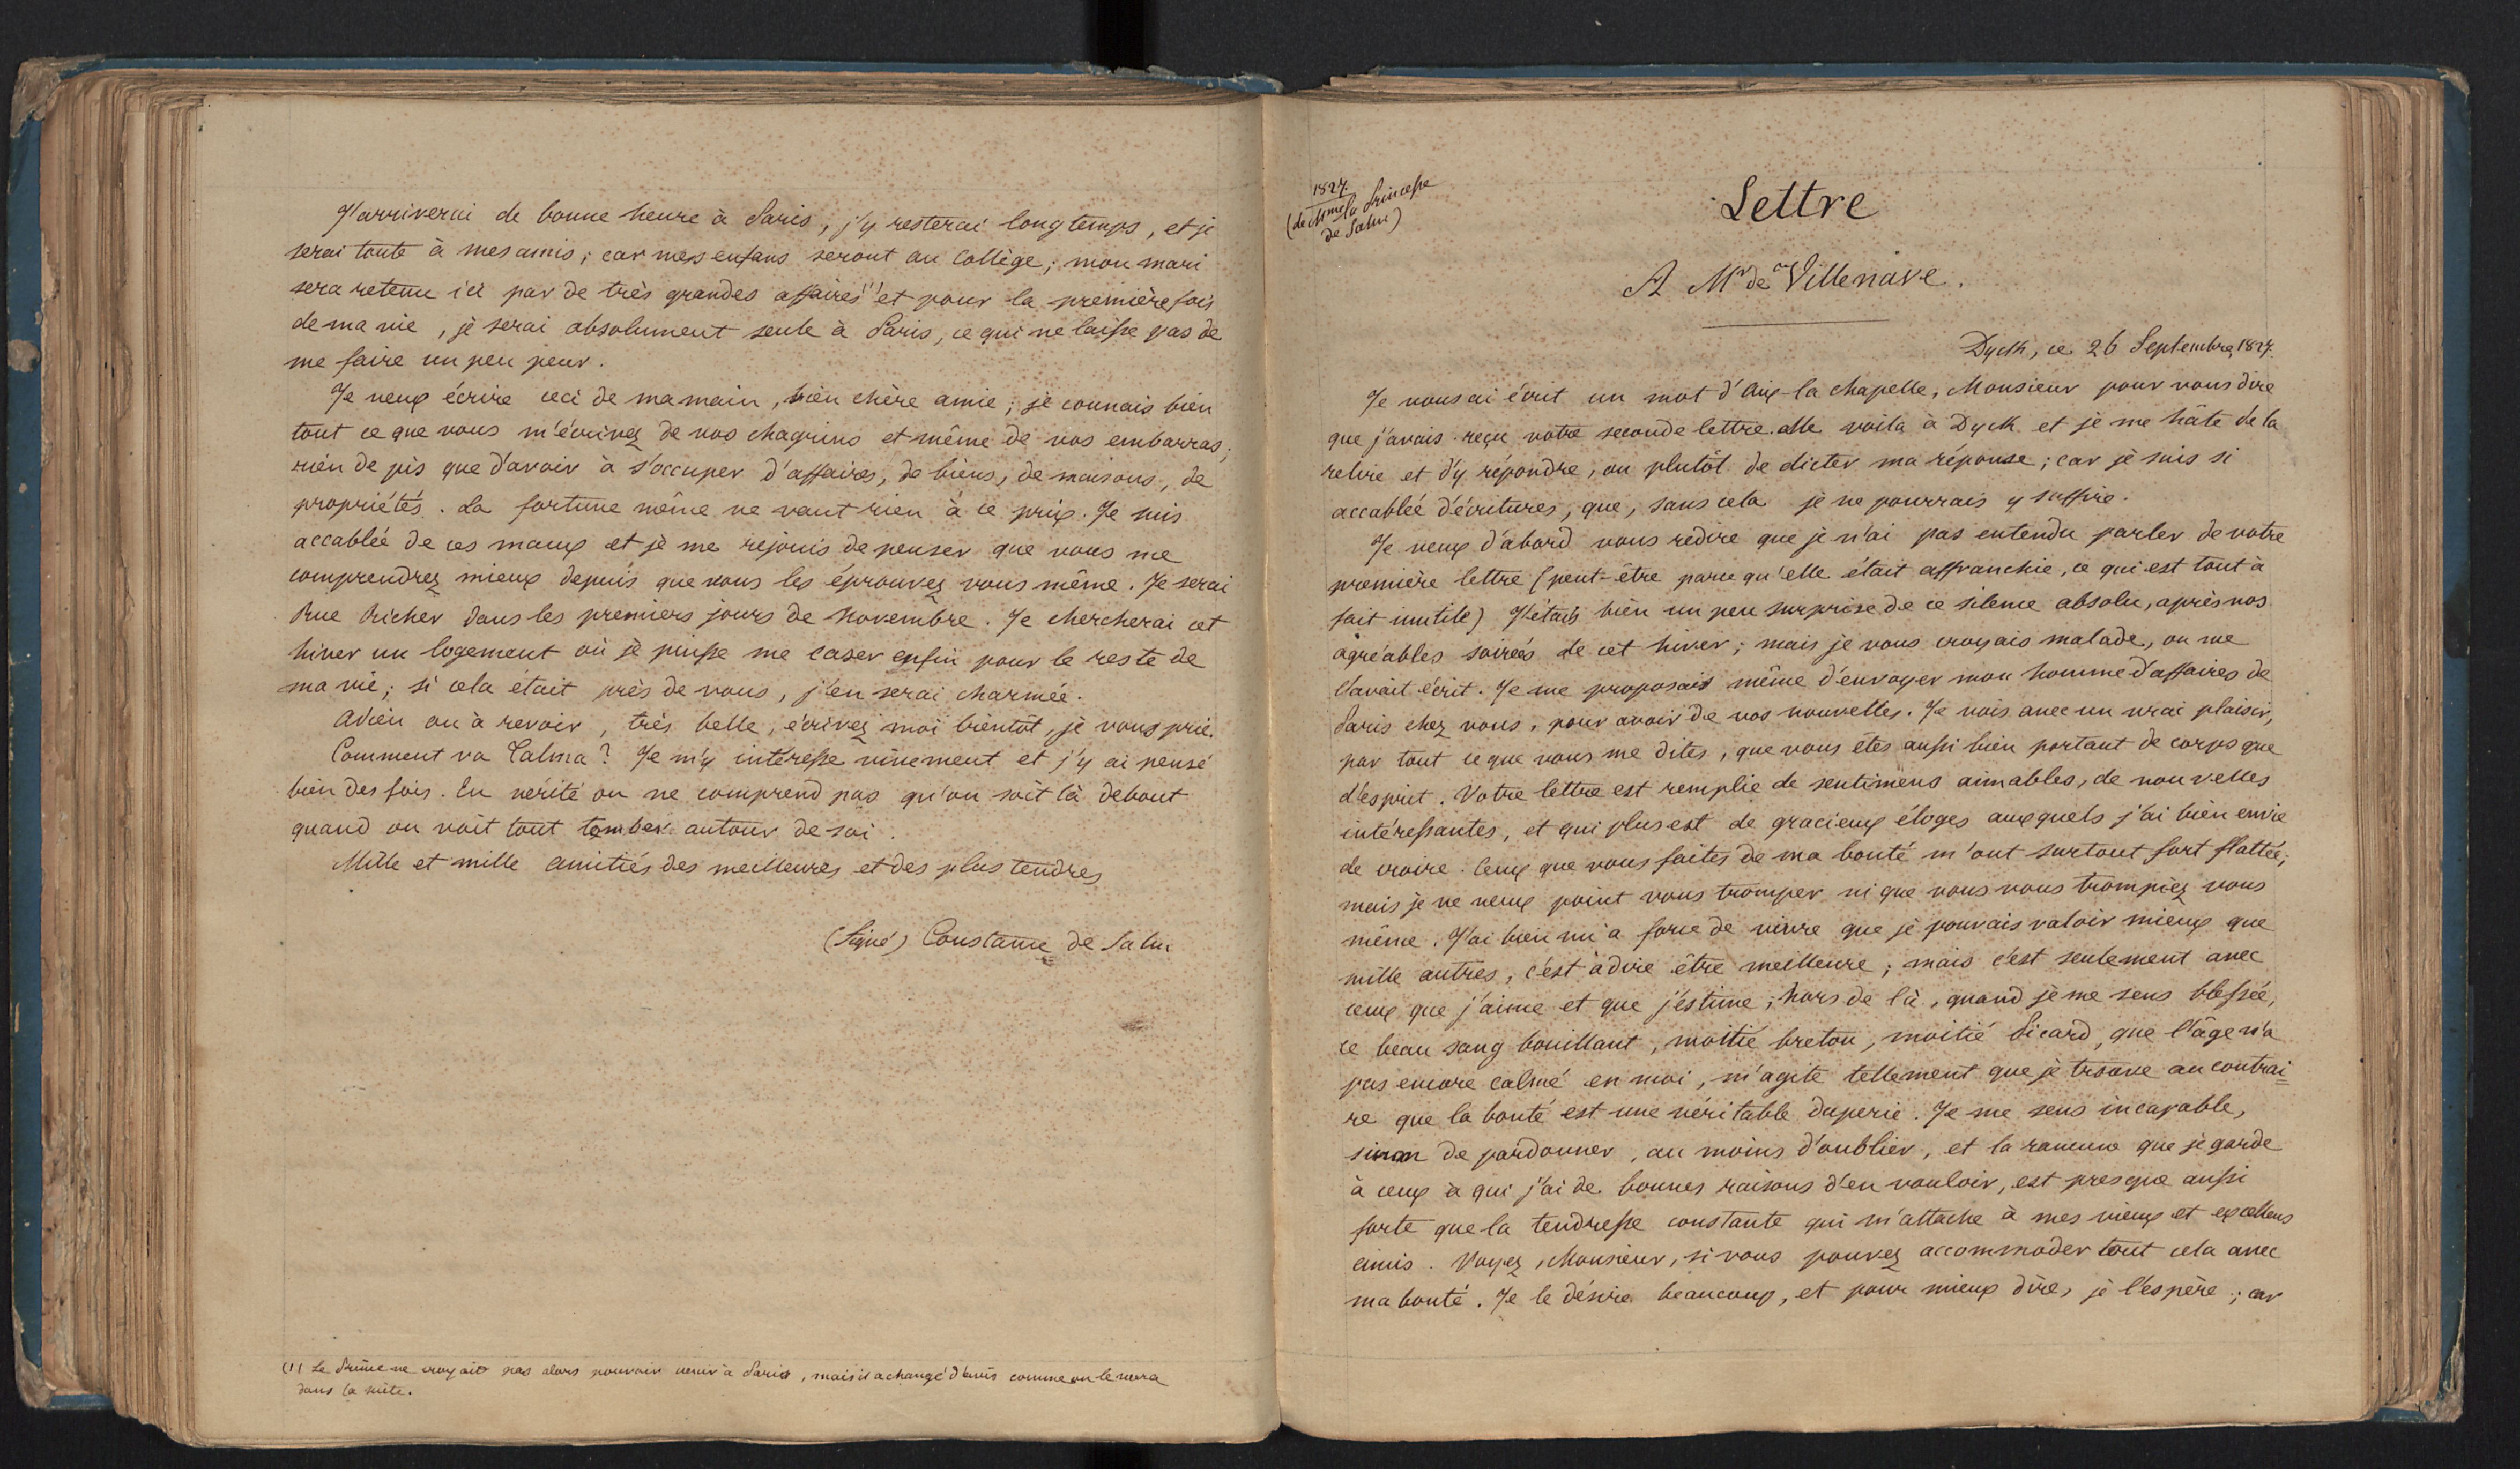 J'arriverai de bonne heure à Paris, j'y resterai longtemps, et je
serai toute à mes amis; car mes enfans seront au Collège; mon mari
sera retenu ici par de très grandes affaires (1) et pour la première fois
de ma vie, je serai absolument seule à Paris, ce qui ne laisse pas de
me faire un peu peur.
Je veux écrire ceci de ma main, bien chère amie; je connais bien
tout ce que vous m'écrivez de vos chagrins et même de vos embarras;
rien de pis que d'avoir à s'occuper d'affaires, de biens, de maisons, de
propriétés. La fortune même ne vaut rien à ce prix. Je suis
accablée de ces maux et je me rejouis de penser que vous me
comprendrez mieux depuis que vous les éprouvez vous même. Je serai
Rue Richer dans les premiers jours de Novembre. Je chercherai cet
hiver un logement où je puisse me caser enfin pour le reste de
ma vie; si cela était près de vous, j'en serai charmée.
Adieu ou à revoir, très belle, écrivez moi bientôt, je vous prie.
Comment va Talma? Je m'y intéresse vivement et j'y ai pensé
bien des fois. En vérité on ne comprend pas qu'on soit là debout
quand on voit tout tomber autour de soi.
Mille et mille amitiés des meilleures et des plus tendres
(Signé) Constance de Salm
(1) Le Prince ne croyait pas alors pouvoir venir à Paris, mais il a changé d'avis comme on le verra
dans la suite.
1827.
(de Mme la Princesse
de Salm)
Lettre
A Mr de Villenave.
Dyck, ce 26 Septembre 1827.
Je vous ai écrit un mot d'Aix-la chapelle, Monsieur pour vous dire
que j'avais reçu votre seconde lettre. Me voila à Dyck et je me hâte de la
relire et d'y répondre, ou plutôt de dicter ma réponse; car je suis si
accablée d'écritures, que, sans cela je ne pourrais y suffire.
Je veux d'abord vous redire que je n'ai pas entendu parler de votre
première lettre (peut-être parce qu'elle était affranchie, ce qui est tout à
fait inutile) J'étais bien un peu surprise de ce silence absolu, après nos
agréables soirées de cet hiver; mais je vous croyais malade, on me
l'avait écrit. Je me proposais même d'envoyer mon homme d'affaires de
Paris chez vous, pour avoir de vos nouvelles. Je vois avec un vrai plaisir,
par tout ce que vous me dites, que vous êtes aussi bien portant de corps que
d'esprit. Votre lettre est remplie de sentimens aimables, de nouvelles
intéressantes, et qui plus est de gracieux éloges auxquels j'ai bien envie
de croire. Ceux que vous faites de ma bonté m'ont surtout fort flattée;
mais je ne veux point vous tromper ni que vous vous trompiez vous
même. J'ai bien vu à force de vivre que je pouvais valoir mieux que
mille autres, c'est à dire être meilleure; mais c'est seulement avec
ceux que j'aime et que j'estime; hors de là, quand je me sens blessée,
ce beau sang bouillant, moitié breton, moitié Picard, que l'âge n'a
pas encore calmé en moi, m'agite tellement que je trouve au contrai=
re que la bonté est une véritable duperie. Je me sens incapable,
sinon de pardonner, au moins d'oublier, et la rancune que je garde
à ceux à qui j'ai de bonnes raisons d'en vouloir, est presque aussi
forte que la tendresse constante qui m'attache à mes vieux et excellens
amis. Voyez, Monsieur, si vous pouvez accommoder tout cela avec
ma bonté. Je le désire beaucoup, et pour mieux dire, je l'espère; car